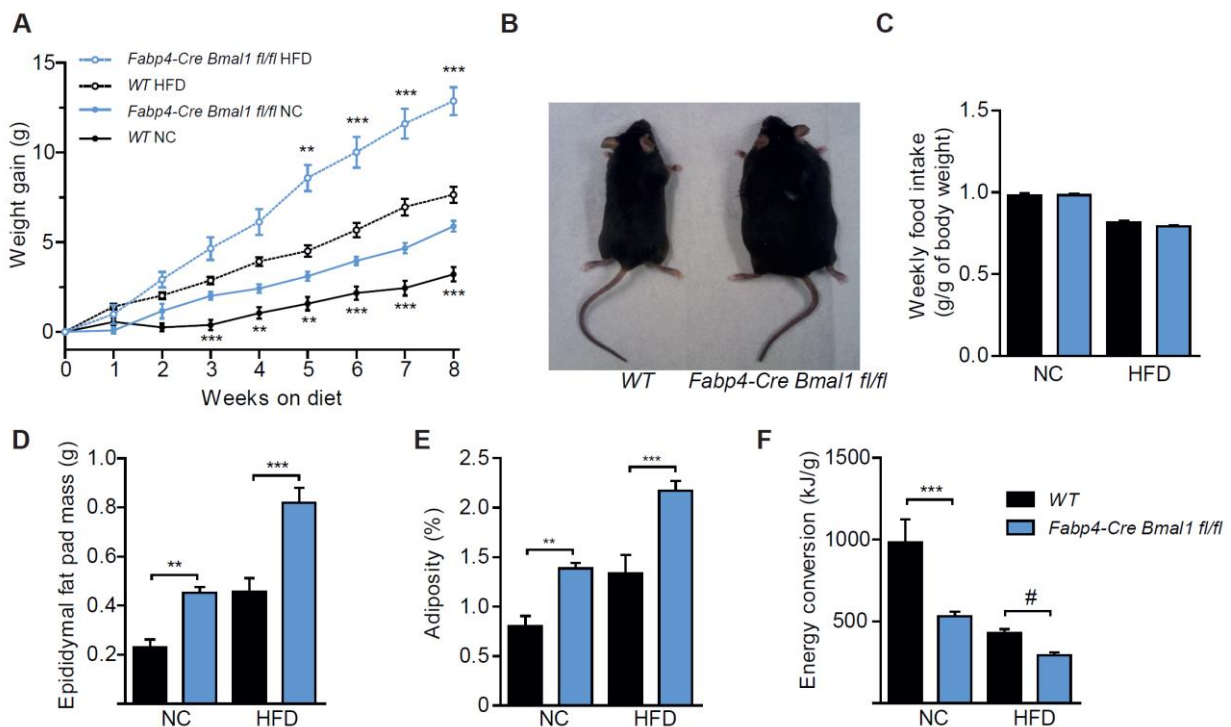 A
Fabp4-Cre Bmal1 fl/fl HFD
WT HFD
Fabp4-Cre Bmal1 fl/fl NC
WT NC
Weight gain (g)
15
10
5
0
***
***
***
**
***
**
**
***
***
***
0 1 2 3 4 5 6 7 8
Weeks on diet
B
WT Fabp4-Cre Bmal1 fl/fl
C
Weekly food intake
(g/g of body weight)
1.5
1.0
0.5
0.0
NC HFD
D
Epididymal fat pad mass (g)
1.0
0.8
0.6
0.4
0.2
**
***
NC HFD
E
Adiposity (%)
2.5
2.0
1.5
1.0
0.5
0
**
***
NC HFD
F
Energy conversion (kJ/g)
1500
1000
500
***
#
WT
Fabp4-Cre Bmal1 fl/fl
NC HFD